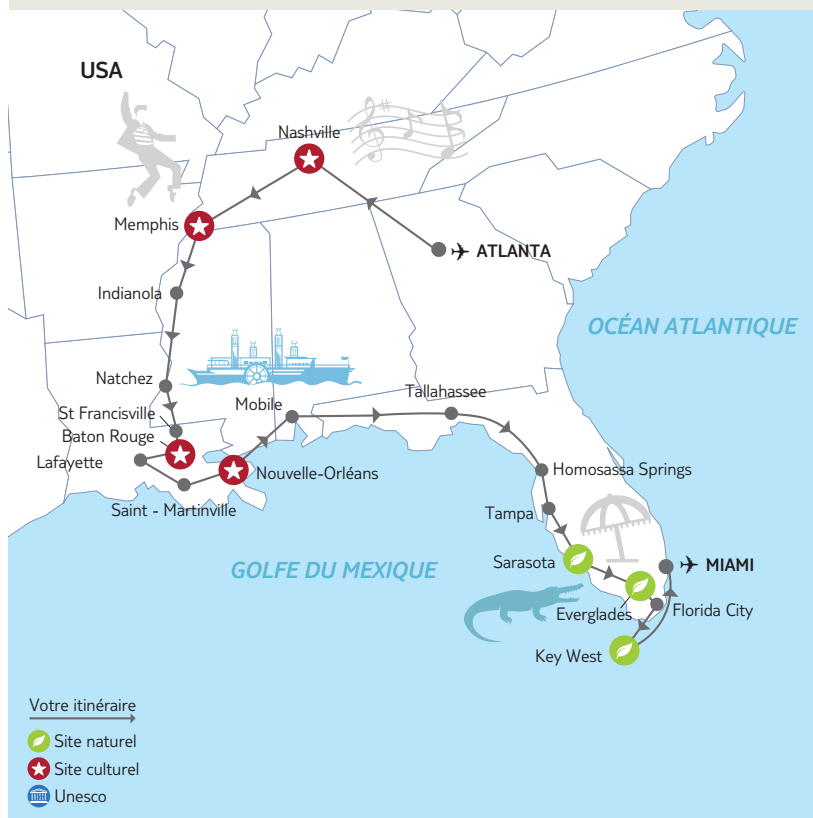 USA
Nashville
Memphis
ATLANTA
Indianola
OCÉAN ATLANTIQUE
Natchez
Tallahassee
Mobile
St Francisville
Baton Rouge
Lafayette
Nouvelle-Orléans
Homosassa Springs
Saint - Martinville
Tampa
Sarasota
MIAMI
GOLFE DU MEXIQUE
Everglades
Florida City
Key West
Votre itinéraire
Site naturel
Site culturel
Unesco